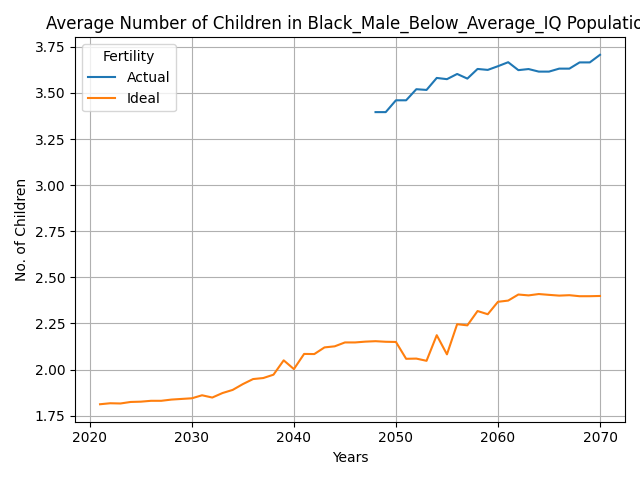 Average Number of Children in Black_Male_Below_Average_IQ Populatio
Fertility
Actual
Ideal
3.75
3.50
3.25
3.00
2.75
2.50
2.25
2.00
1.75
No. of Children
2020 2030 2040 2050 2060 2070
Years